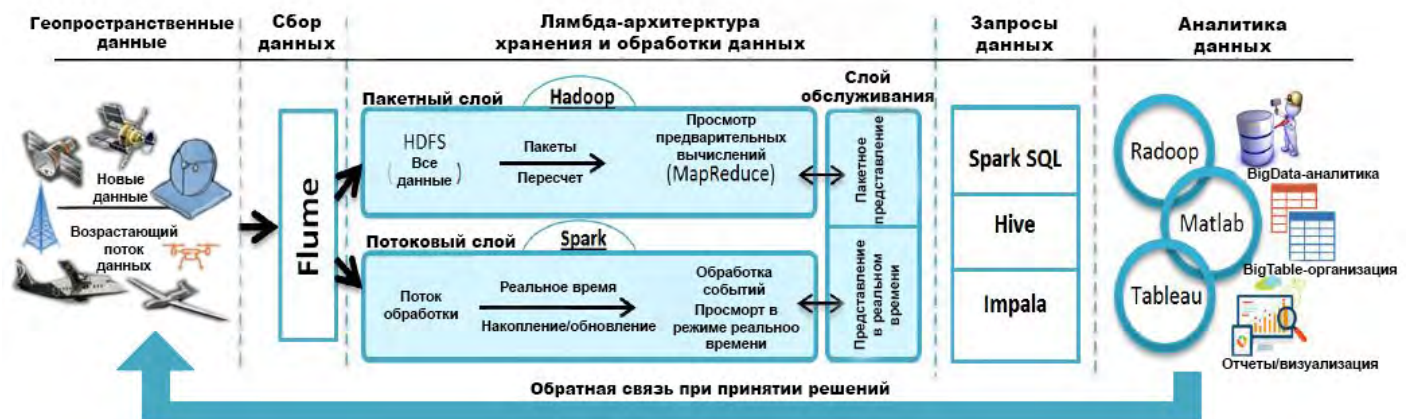 Геопространственные
данные
Сбор
данных
Лямбда-архитерктура
хранения и обработки данных
Запросы
данных
Аналитика
данных
Новые
данные
Возрастающий
поток
данных
Flume
Пакетный слой
Hadoop
HDFS
( Все
данные )
Пакеты
Пересчет
Просмотр
предварительных
вычислений
(MapReduce)
Потоковый слой
Spark
Поток
обработки
Реальное время
Накопление/обновление
Обработка
событий
Просморт в
режиме реальноо
времени
Слой
обслуживания
Пакетное
представление
Представление
в реальном
времени
Spark SQL
Hive
Impala
Radoop
Matlab
Tableau
BigData-аналитика
BigTable-организация
Отчеты/визуализация
Обратная связь при принятии решений